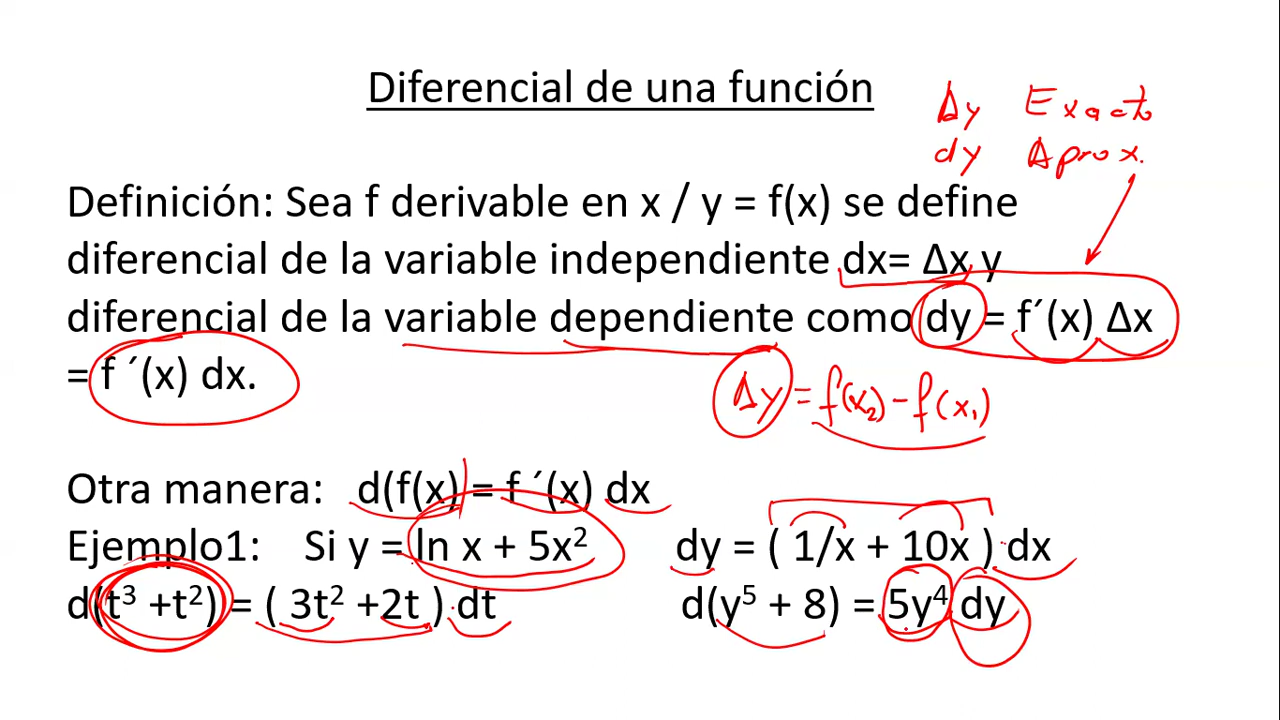 Diferencial de una función
Δy Exacto
dy Aprox.
Definición: Sea f derivable en x / y = f(x) se define
diferencial de la variable independiente dx= Δx y
diferencial de la variable dependiente como dy = f´(x) Δx
= f ´(x) dx.
Δy = f(x₂) - f(x₁)
Otra manera: d(f(x) = f ´(x) dx
Ejemplo1: Si y = ln x + 5x² dy = ( 1/x + 10x ) dx
d(t³ +t²) = ( 3t² +2t ) dt d(y⁵ + 8) = 5y⁴ dy